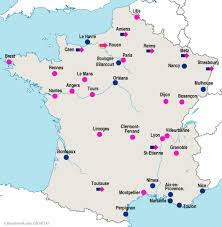 Lille
Amiens
Le Havre
Rouen
Caen
Reims
Metz
Brest
Boulogne
Billancourt
Paris
Nancy
Strasbourg
Rennes
Le Mans
Orleans
Mulhouse
Nantes
Angers
Tours
Dijon
Besançon
Limoges
Clermont-
Ferrand
Villeurbanne
Lyon
St-Etienne
Grenoble
Bordeaux
Toulouse
Nimes
Aix-en-
Provence
Nice
Montpellier
Marseille
Toulon
Perpignan